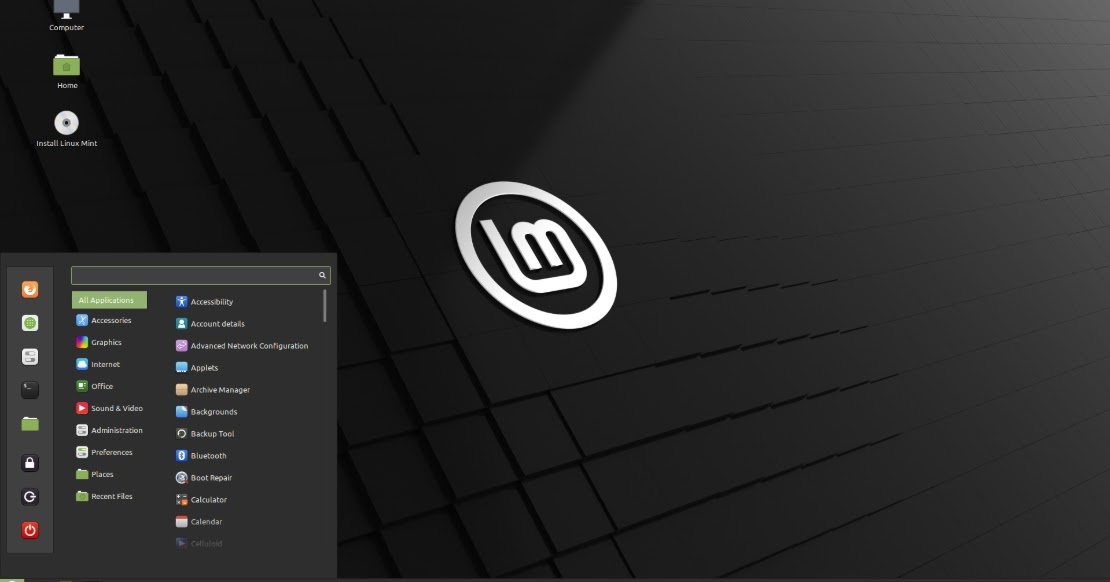 Computer
Home
Install Linux Mint
All Applications
Accessories
Graphics
Internet
Office
Sound & Video
Administration
Preferences
Places
Recent Files
Accessibility
Account details
Advanced Network Configuration
Applets
Archive Manager
Backgrounds
Backup Tool
Bluetooth
Boot Repair
Calculator
Calendar
Celluloid